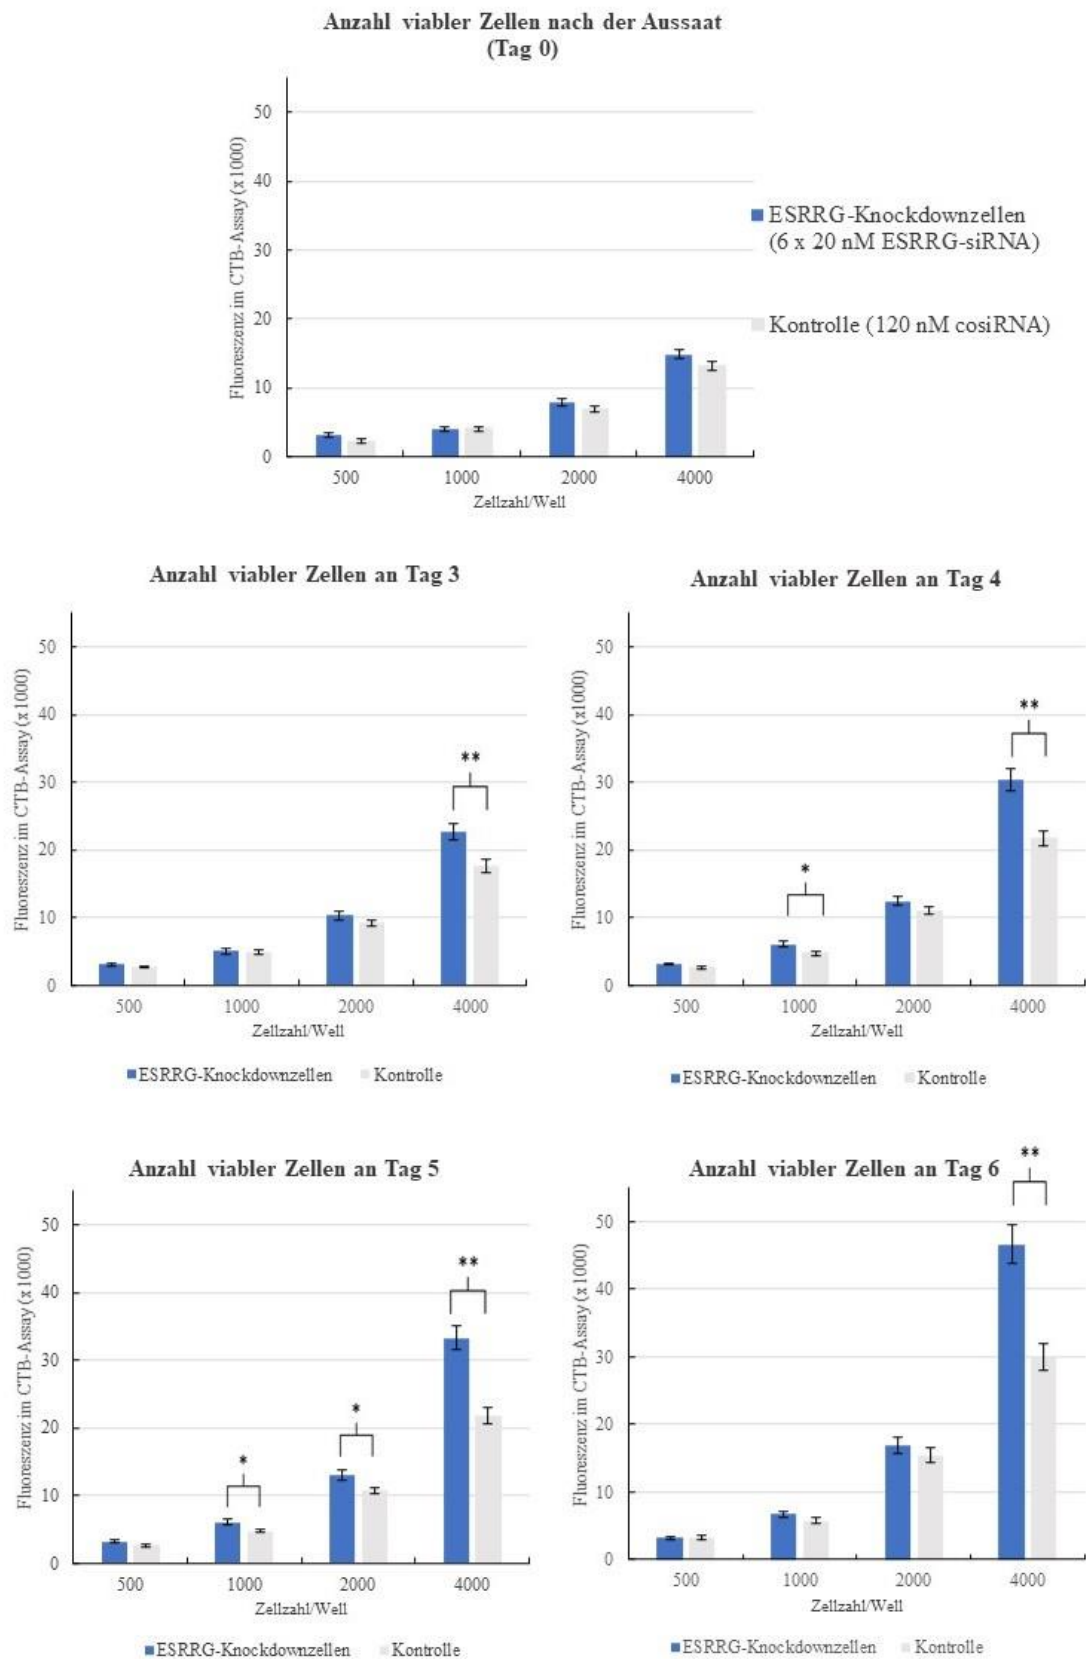 Anzahl viabler Zellen nach der Aussaat
(Tag 0)
Fluoreszenz im CTB-Assay (x1000)
50
40
30
20
10
0
500 1000 2000 4000
Zellzahl/Well
ESRRG-Knockdownzellen
(6 x 20 nM ESRRG-siRNA)
Kontrolle (120 nM cosiRNA)
Anzahl viabler Zellen an Tag 3
Fluoreszenz im CTB-Assay (x1000)
50
40
30
20
10
0
**
500 1000 2000 4000
Zellzahl/Well
ESRRG-Knockdownzellen Kontrolle
Anzahl viabler Zellen an Tag 4
Fluoreszenz im CTB-Assay (x1000)
50
40
30
20
10
0
* **
500 1000 2000 4000
Zellzahl/Well
ESRRG-Knockdownzellen Kontrolle
Anzahl viabler Zellen an Tag 5
Fluoreszenz im CTB-Assay (x1000)
50
40
30
20
10
0
* * **
500 1000 2000 4000
Zellzahl/Well
ESRRG-Knockdownzellen Kontrolle
Anzahl viabler Zellen an Tag 6
Fluoreszenz im CTB-Assay (x1000)
50
40
30
20
10
0
**
500 1000 2000 4000
Zellzahl/Well
ESRRG-Knockdownzellen Kontrolle